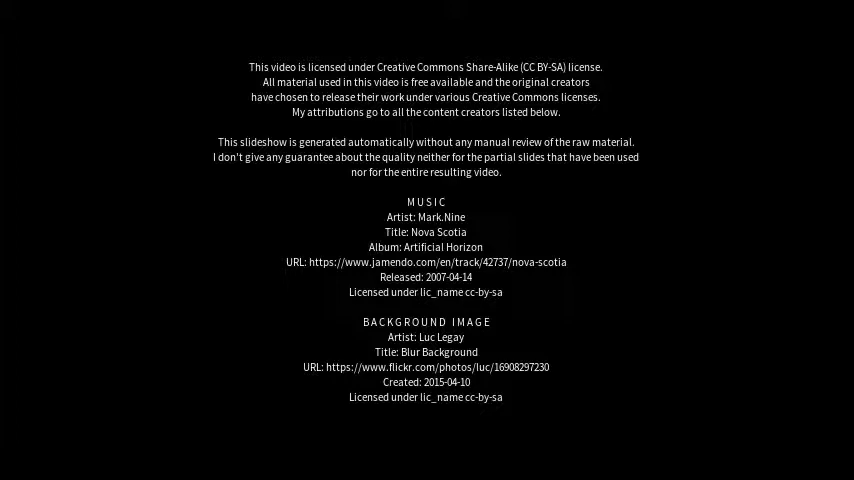 This video is licensed under Creative Commons Share-Alike (CC BY-SA) license.
All material used in this video is free available and the original creators
have chosen to release their work under various Creative Commons licenses.
My attributions go to all the content creators listed below.
This slideshow is generated automatically without any manual review of the raw material.
I don't give any guarantee about the quality neither for the partial slides that have been used
nor for the entire resulting video.
MUSIC
Artist: Mark.Nine
Title: Nova Scotia
Album: Artificial Horizon
URL: https://www.jamendo.com/en/track/42737/nova-scotia
Released: 2007-04-14
Licensed under lic_name cc-by-sa
BACKGROUND IMAGE
Artist: Luc Legay
Title: Blur Background
URL: https://www.flickr.com/photos/luc/16908297230
Created: 2015-04-10
Licensed under lic_name cc-by-sa